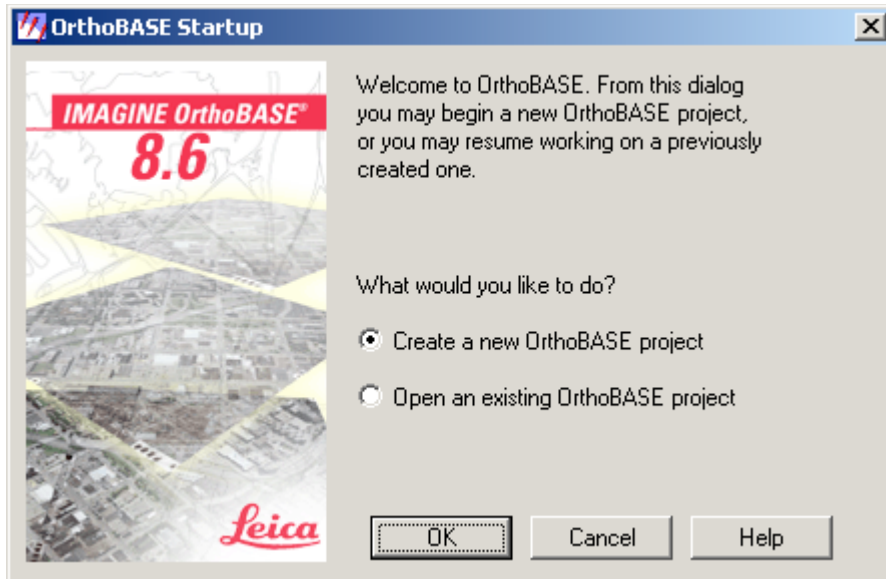 OrthoBASE Startup
IMAGINE OrthoBASE®
8.6
Welcome to OrthoBASE. From this dialog
you may begin a new OrthoBASE project,
or you may resume working on a previously
created one.
What would you like to do?
Create a new OrthoBASE project
Open an existing OrthoBASE project
Leica
OK
Cancel
Help